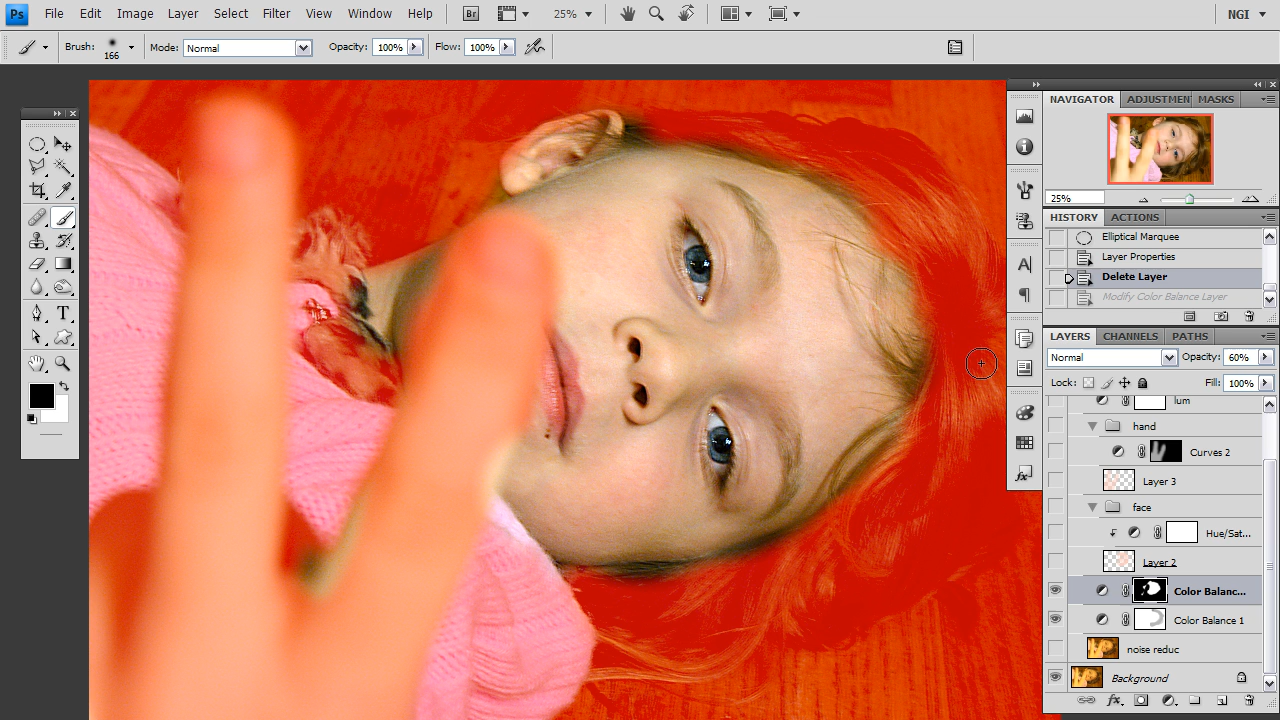 Ps File Edit Image Layer Select Filter View Window Help Br 25% NGI
Brush: 166 Mode: Normal Opacity: 100% Flow: 100%
NAVIGATOR ADJUSTMEN MASKS
25%
HISTORY ACTIONS
Elliptical Marquee
Layer Properties
Delete Layer
Modify Color Balance Layer
LAYERS CHANNELS PATHS
Normal Opacity: 60%
Lock: Fill: 100%
lum
hand
Curves 2
Layer 3
face
Hue/Sat...
Layer 2
Color Balanc...
Color Balance 1
noise reduc
Background